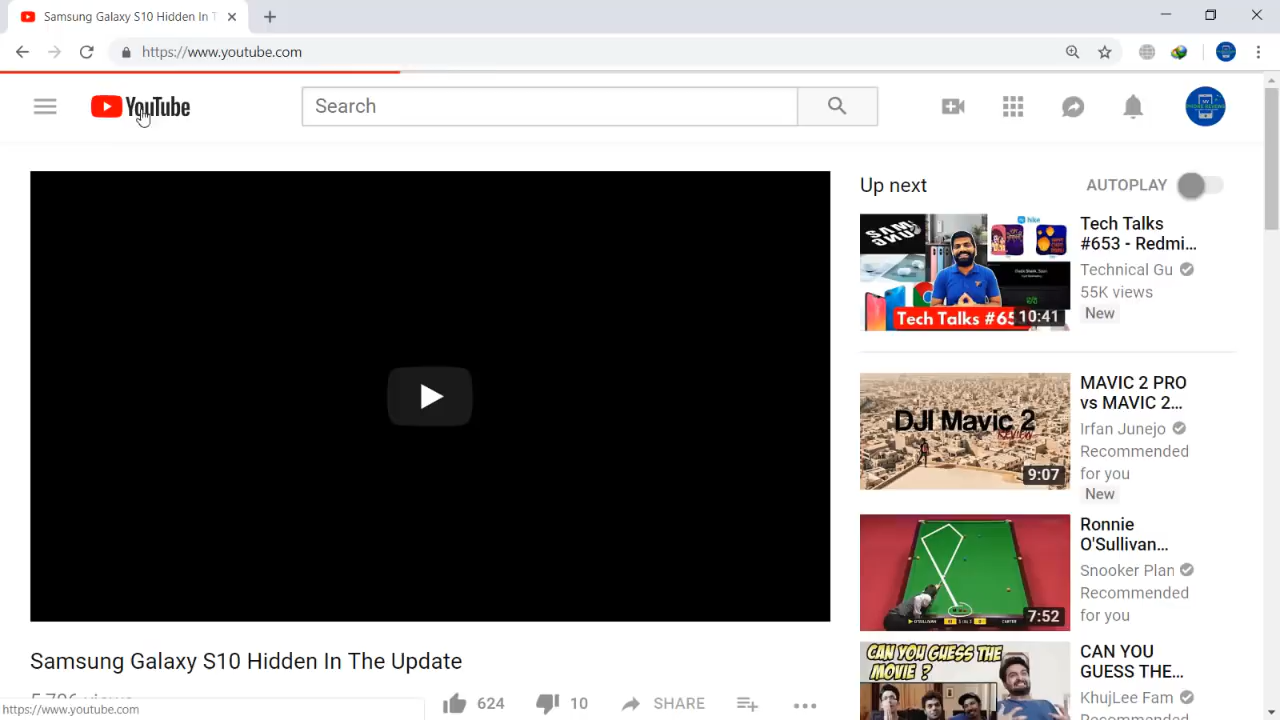 Samsung Galaxy S10 Hidden In T
https://www.youtube.com
YouTube
Search
Up next
AUTOPLAY
Tech Talks #65
10:41
Tech Talks
#653 - Redmi...
Technical Gu
55K views
New
DJI Mavic 2
REVIEW
9:07
MAVIC 2 PRO
vs MAVIC 2...
Irfan Junejo
Recommended
for you
New
7:52
Ronnie
O'Sullivan...
Snooker Plan
Recommended
for you
CAN YOU GUESS THE
MOVIE ?
CAN YOU
GUESS THE...
KhujLee Fam
Recommended
Samsung Galaxy S10 Hidden In The Update
624
10
SHARE
https://www.youtube.com